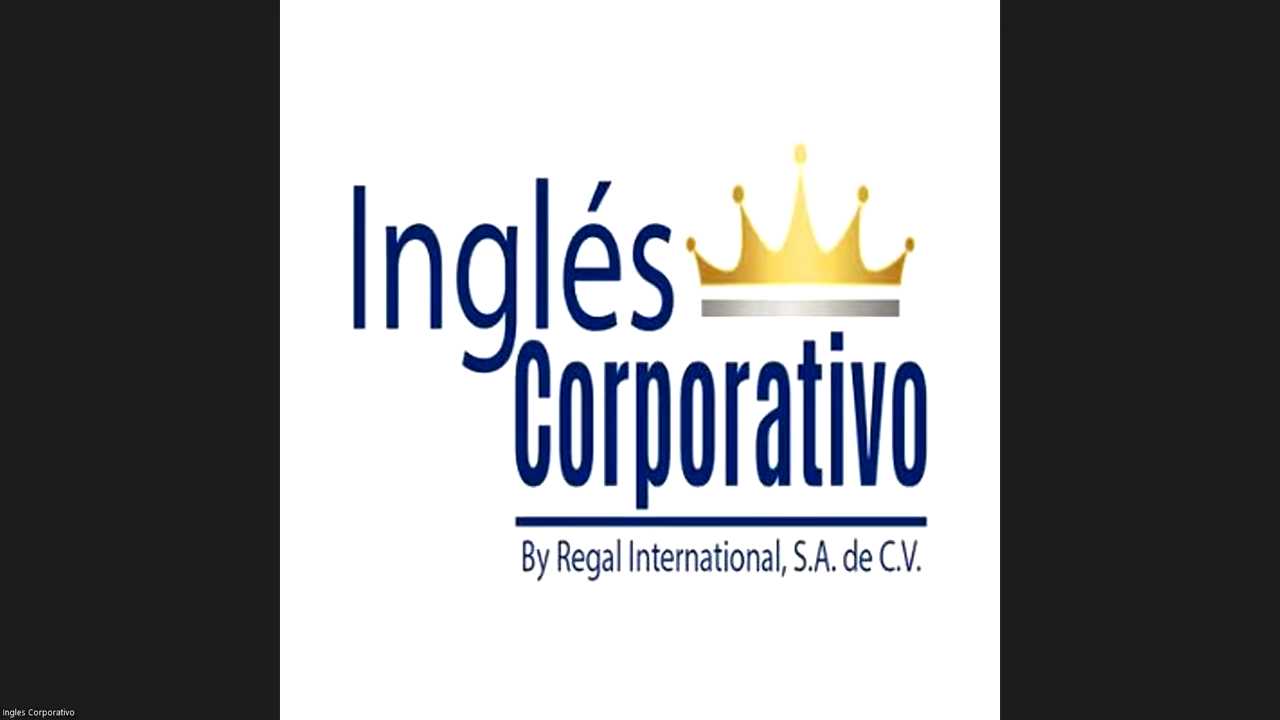 Inglés
Corporativo
By Regal International, S.A. de C.V.
Ingles Corporativo